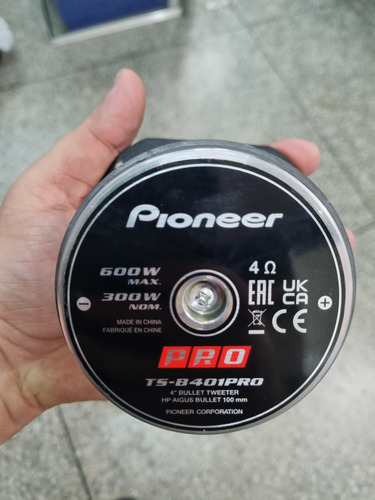 Pioneer
600W
MAX.
4 Ω
300W
NOM.
EAC
UK
CA
CE
- +
MADE IN CHINA
FABRIQUÉ EN CHINE
PRO
TS-B401PRO
4" BULLET TWEETER
HP AIGUS BULLET 100 mm
PIONEER CORPORATION